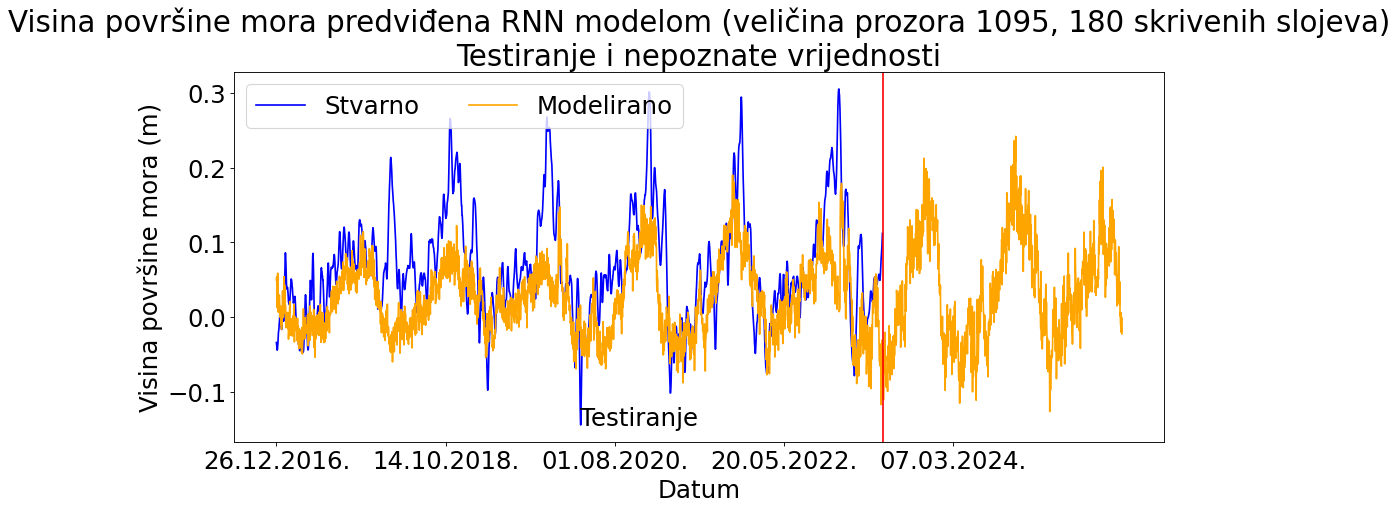 Visina površine mora predviđena RNN modelom (veličina prozora 1095, 180 skrivenih slojeva)
Testiranje i nepoznate vrijednosti
Stvarno Modelirano
Visina površine mora (m)
0.3
0.2
0.1
0.0
−0.1
Testiranje
26.12.2016. 14.10.2018. 01.08.2020. 20.05.2022. 07.03.2024.
Datum